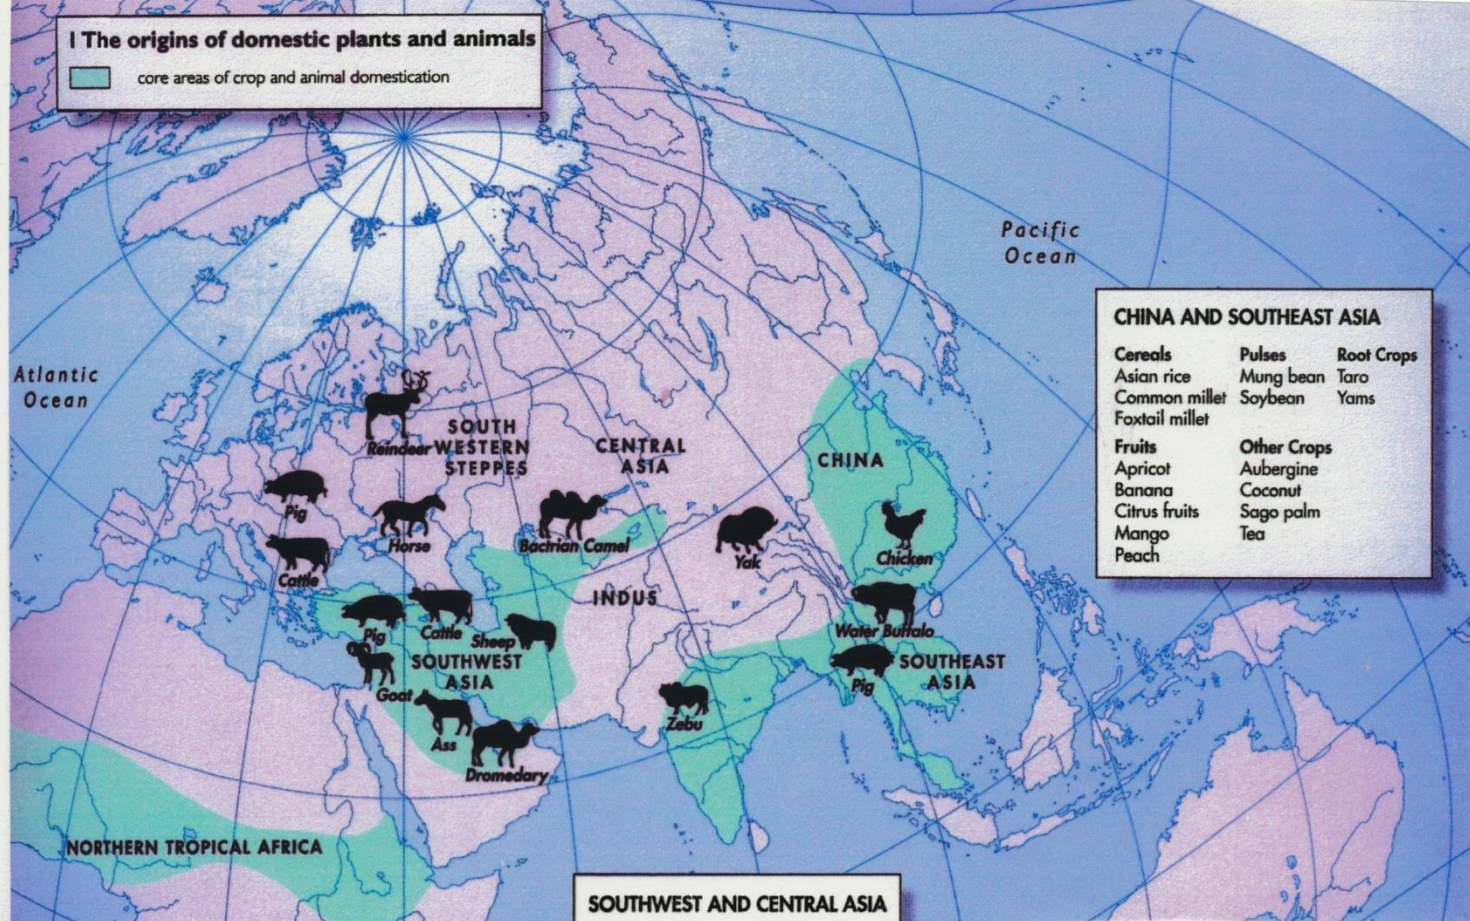 I The origins of domestic plants and animals
core areas of crop and animal domestication
Pacific
Ocean
Atlantic
Ocean
CHINA AND SOUTHEAST ASIA
Cereals Pulses Root Crops
Asian rice Mung bean Taro
Common millet Soybean Yams
Foxtail millet
Fruits Other Crops
Apricot Aubergine
Banana Coconut
Citrus fruits Sago palm
Mango Tea
Peach
Reindeer
SOUTH
WESTERN
STEPPES
CENTRAL
ASIA
CHINA
Pig
Horse
Bactrian Camel
Yak
Chicken
Cattle
INDUS
Pig
Cattle
Sheep
Water Buffalo
SOUTHWEST
ASIA
SOUTHEAST
ASIA
Goat
Pig
Zebu
Ass
Dromedary
NORTHERN TROPICAL AFRICA
SOUTHWEST AND CENTRAL ASIA